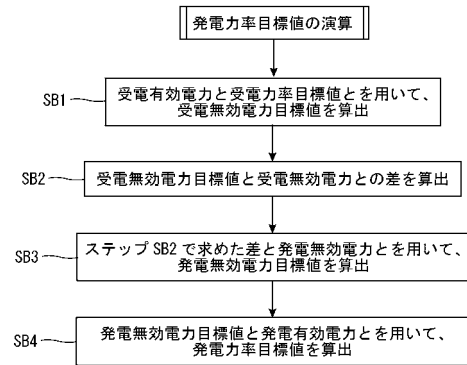 発電力率目標値の演算
SB1
受電有効電力と受電力率目標値とを用いて、
受電無効電力目標値を算出
SB2
受電無効電力目標値と受電無効電力との差を算出
SB3
ステップSB2で求めた差と発電無効電力とを用いて、
発電無効電力目標値を算出
SB4
発電無効電力目標値と発電有効電力とを用いて、
発電力率目標値を算出